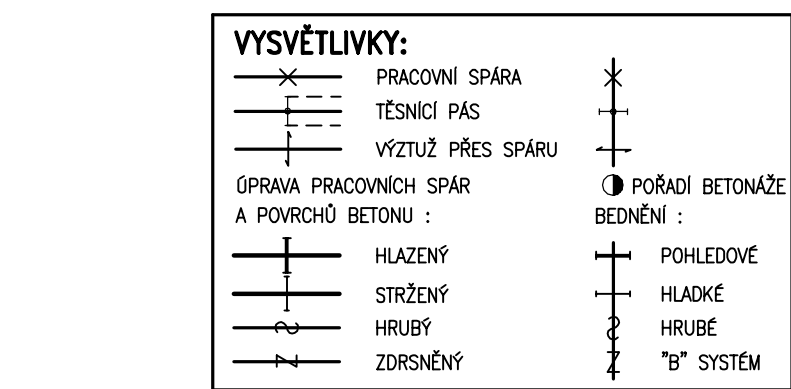 VYSVĚTLIVKY:
PRACOVNÍ SPÁRA
TĚSNÍCÍ PÁS
VÝZTUŽ PŘES SPÁRU
ÚPRAVA PRACOVNÍCH SPÁR
A POVRCHŮ BETONU :
HLAZENÝ
STRŽENÝ
HRUBÝ
ZDRSNĚNÝ
POŘADÍ BETONÁŽE
BEDNĚNÍ :
POHLEDOVÉ
HLADKÉ
HRUBÉ
"B" SYSTÉM